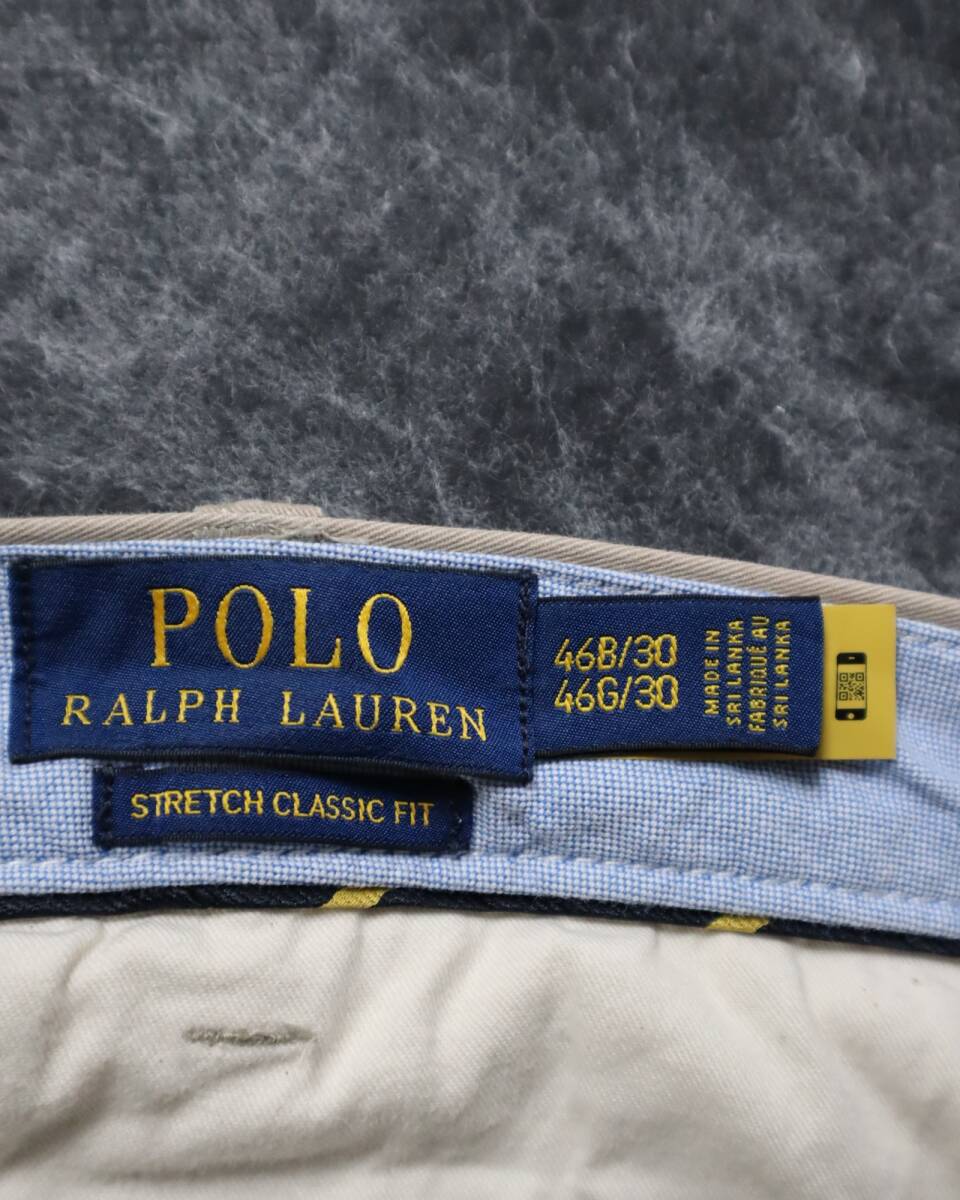 POLO
RALPH LAUREN
STRETCH CLASSIC FIT
46B/30
46G/30
MADE IN
SRI LANKA
FABRIQUÉ AU
SRI LANKA